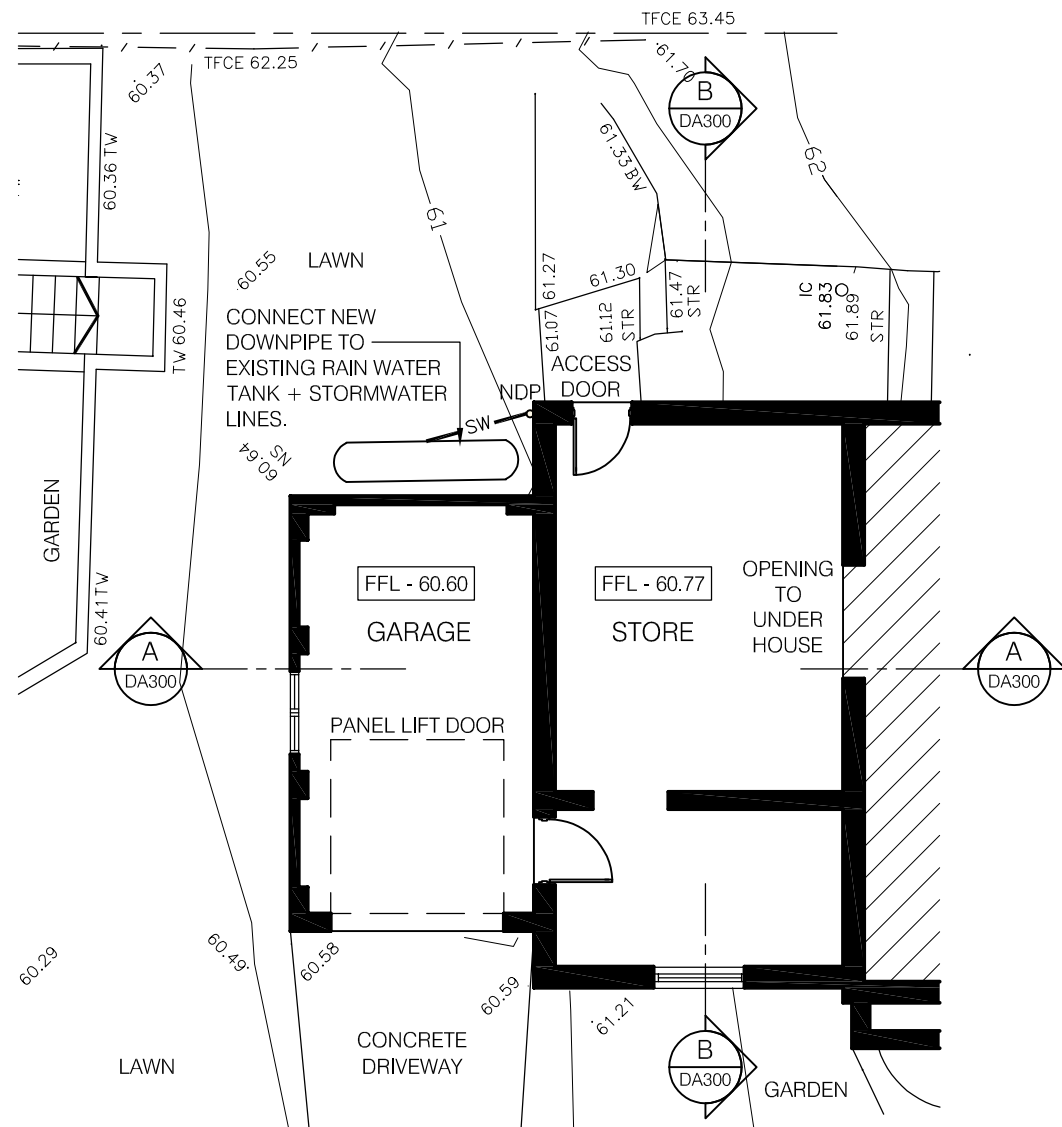 TFCE 63.45
TFCE 62.25
60.37
61.70
B
DA300
60.36 TW
61.33 BW
62
61
60.55
LAWN
61.27
61.30
61.47
STR
IC
61.83
61.89
STR
TW 60.46
61.07
61.12
STR
CONNECT NEW
DOWNPIPE TO
EXISTING RAIN WATER
TANK + STORMWATER
LINES.
ACCESS
DOOR
NDP
SW
60.64
NS
GARDEN
60.41TW
FFL - 60.60
GARAGE
FFL - 60.77
STORE
OPENING
TO
UNDER
HOUSE
A
DA300
A
DA300
PANEL LIFT DOOR
60.29
60.49
60.58
60.59
61.21
CONCRETE
DRIVEWAY
LAWN
B
DA300
GARDEN